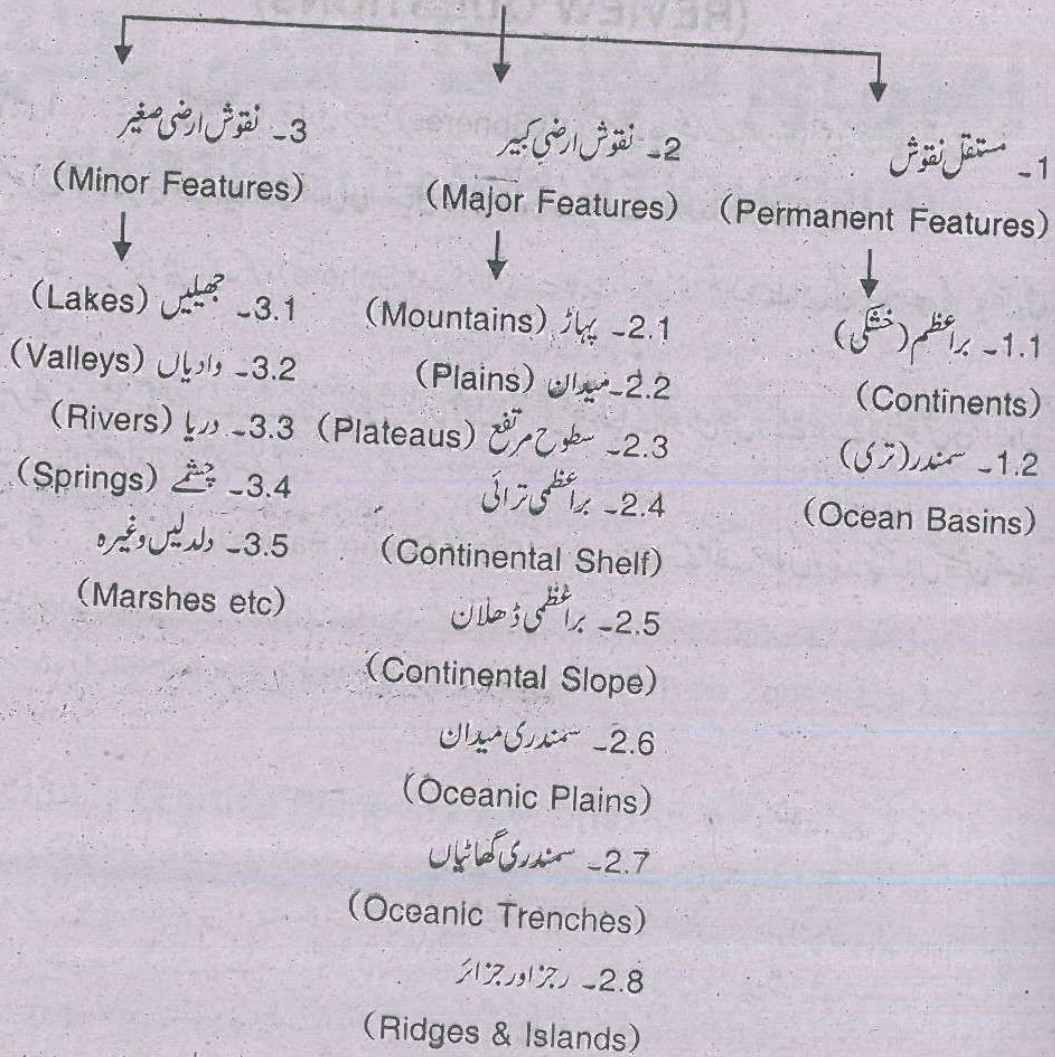 1۔ مستقل نقوش
(Permanent Features)
1.1۔ براعظم (خشکی)
(Continents)
1.2۔ سمندر (تری)
(Ocean Basins)
2۔ نقوش ارضی کبیر
(Major Features)
2.1۔ پہاڑ (Mountains)
2.2۔ میدان (Plains)
2.3۔ سطوح مرتفع (Plateaus)
2.4۔ براعظمی ترائی
(Continental Shelf)
2.5۔ براعظمی ڈھلان
(Continental Slope)
2.6۔ سمندری میدان
(Oceanic Plains)
2.7۔ سمندری گھاٹیاں
(Oceanic Trenches)
2.8۔ رجز اور جزائر
(Ridges & Islands)
3۔ نقوش ارضی صغیر
(Minor Features)
3.1۔ جھیلیں (Lakes)
3.2۔ وادیاں (Valleys)
3.3۔ دریا (Rivers)
3.4۔ چشمے (Springs)
3.5۔ دلدلیں وغیرہ
(Marshes etc)